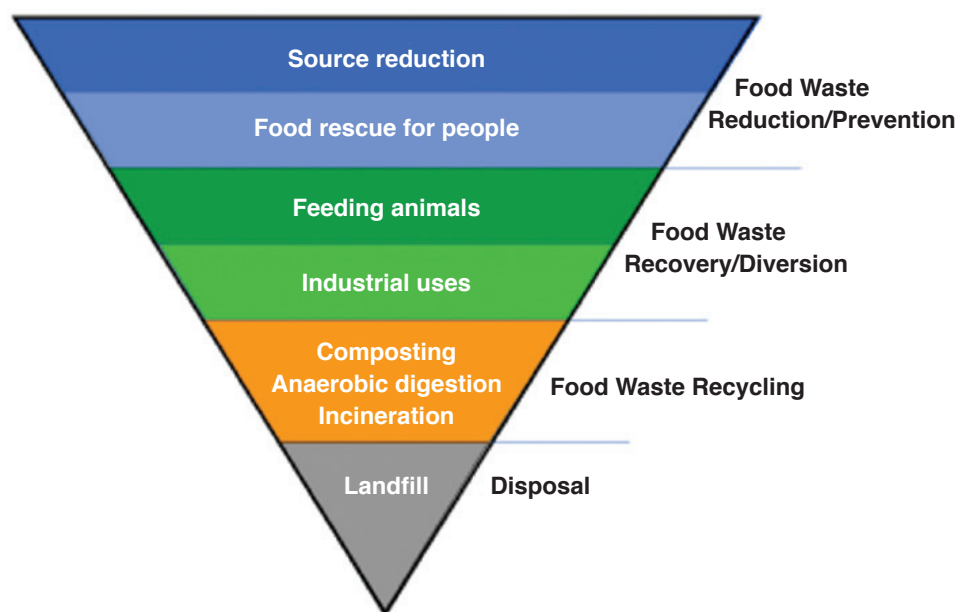 Source reduction
Food rescue for people
Food Waste
Reduction/Prevention
Feeding animals
Industrial uses
Food Waste
Recovery/Diversion
Composting
Anaerobic digestion
Incineration
Food Waste Recycling
Landfill
Disposal